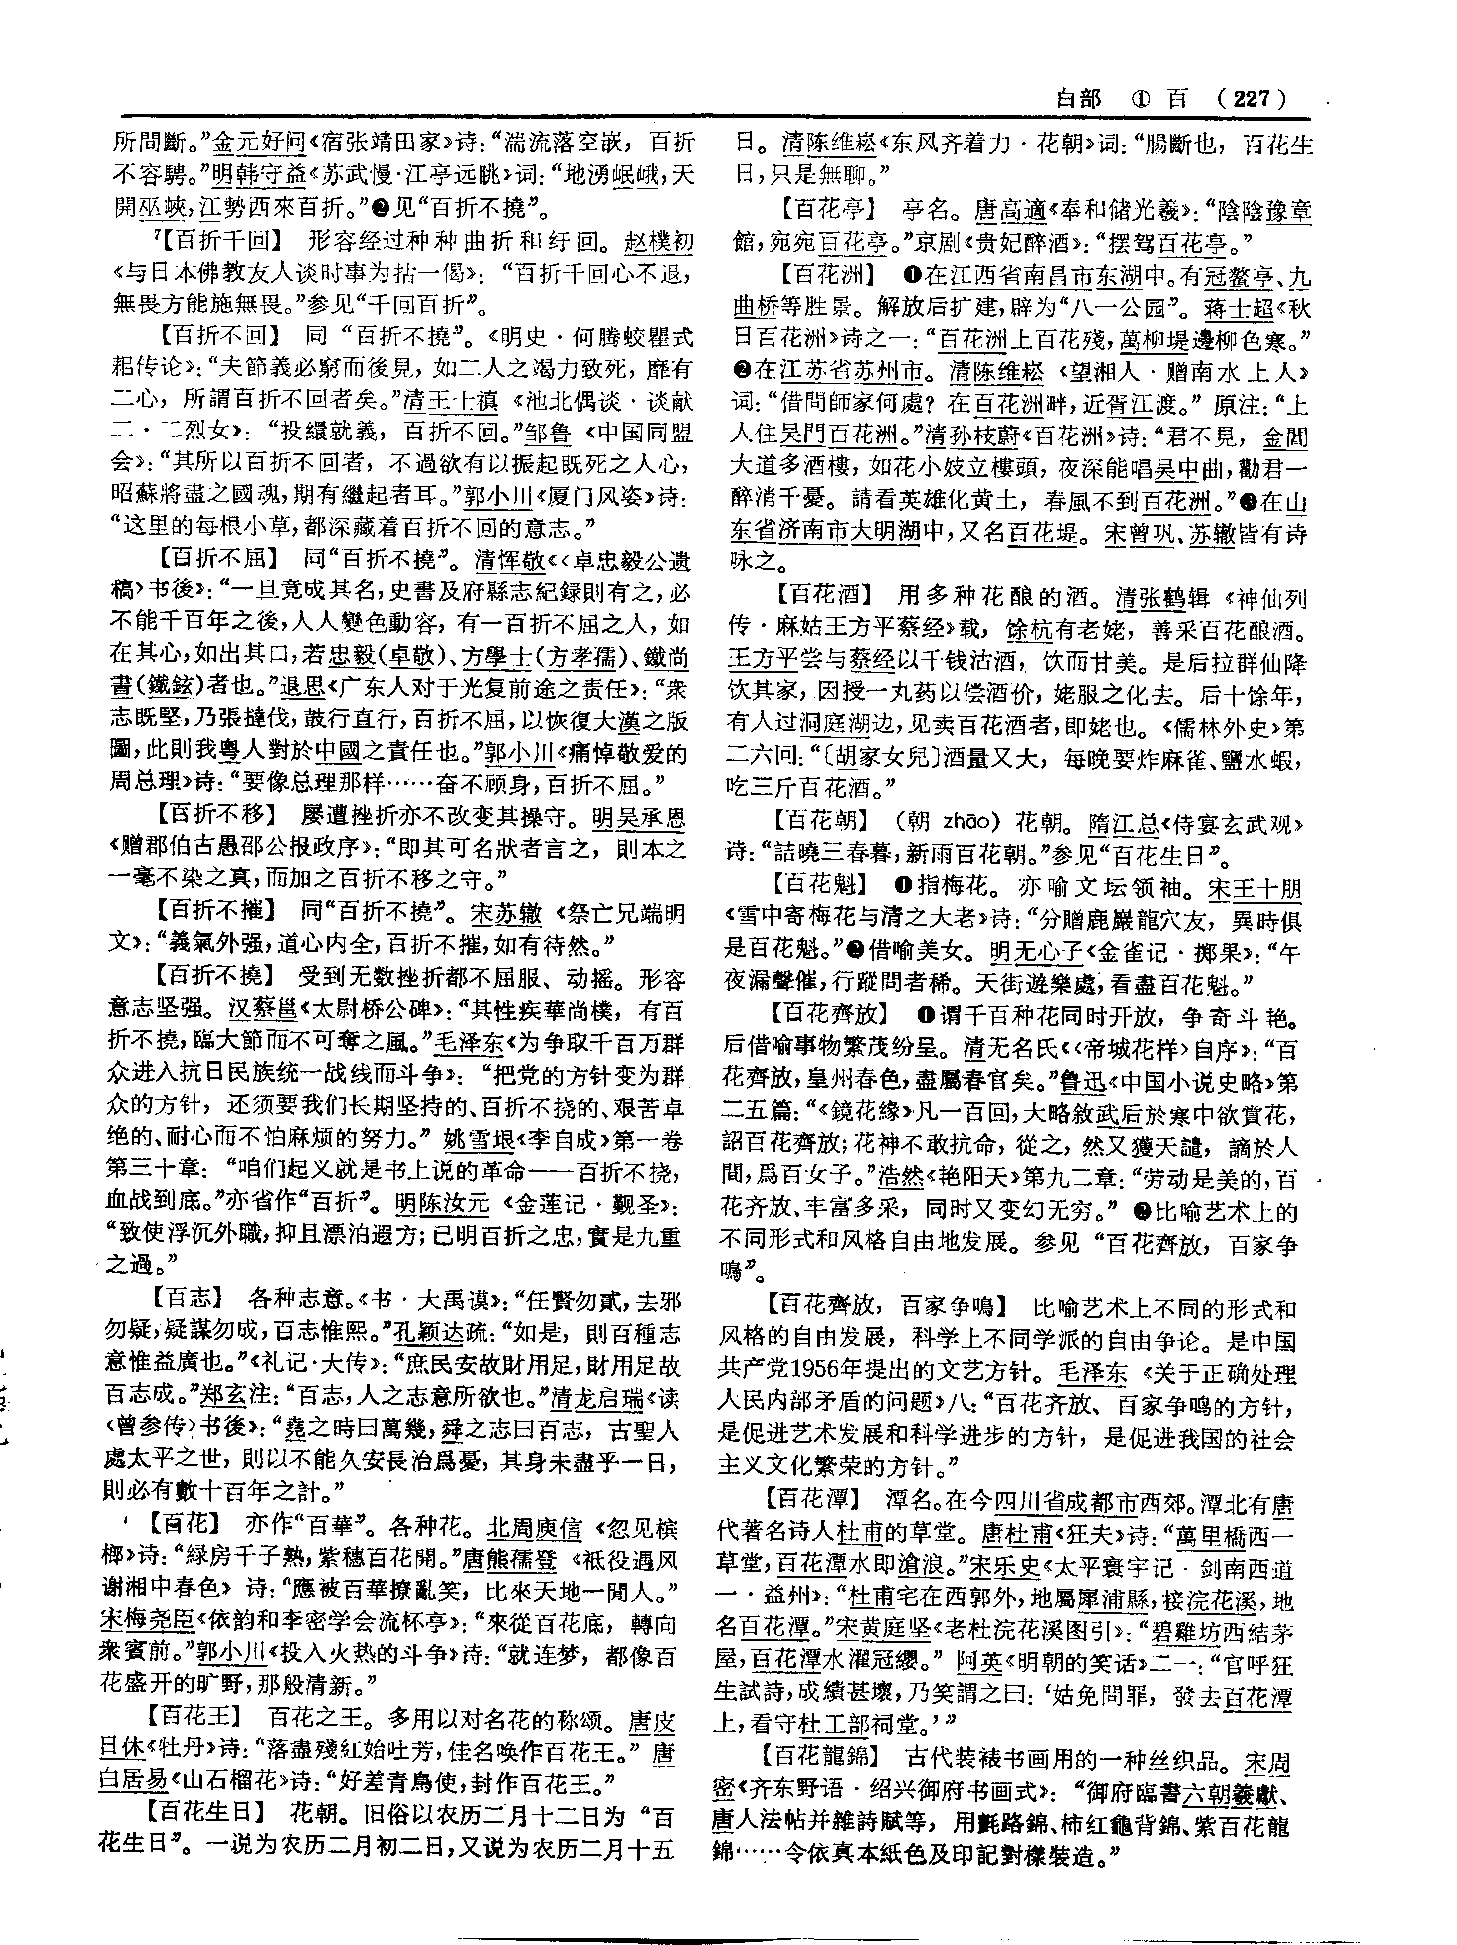 白部 ① 百 （227）
所間斷。”金元好问《宿张靖田家》诗：“湍流落空嵌，百折
不容騁。”明韩守益《苏武慢·江亭远眺》词：“地湧岷峨，天
開巫峽，江勢西來百折。”❷见“百折不撓”。
【百折千回】 形容经过种种曲折和纡回。赵樸初
《与日本佛教友人谈时事为拈一偈》：“百折千回心不退，
無畏方能施無畏。”参见“千回百折”。
【百折不回】 同“百折不撓”。《明史·何腾蛟瞿式
耜传论》：“夫節義必窮而後見，如二人之竭力致死，靡有
二心，所謂百折不回者矣。”清王士禛《池北偶谈·谈献
二·二烈女》：“投繯就義，百折不回。”邹鲁《中国同盟
会》：“其所以百折不回者，不過欲有以振起既死之人心，
昭蘇將盡之國魂，期有繼起者耳。”郭小川《厦门风姿》诗：
“这里的每根小草，都深藏着百折不回的意志。”
【百折不屈】 同“百折不撓”。清恽敬《〈卓忠毅公遗
稿〉书後》：“一旦竟成其名，史書及府縣志紀録則有之，必
不能千百年之後，人人變色動容，有一百折不屈之人，如
在其心，如出其口，若忠毅（卓敬）、方學士（方孝孺）、鐵尚
書（鐵鉉）者也。”退思《广东人对于光复前途之责任》：“衆
志既堅，乃張撻伐，鼓行直行，百折不屈，以恢復大漢之版
圖，此則我粤人對於中國之責任也。”郭小川《痛悼敬爱的
周总理》诗：“要像总理那样……奋不顾身，百折不屈。”
【百折不移】 屡遭挫折亦不改变其操守。明吴承恩
《赠郡伯古愚邵公报政序》：“即其可名狀者言之，則本之
一毫不染之真，而加之百折不移之守。”
【百折不摧】 同“百折不撓”。宋苏辙《祭亡兄端明
文》：“義氣外强，道心内全，百折不摧，如有待然。”
【百折不撓】 受到无数挫折都不屈服、动摇。形容
意志坚强。汉蔡邕《太尉桥公碑》：“其性疾華尚樸，有百
折不撓，臨大節而不可奪之風。”毛泽东《为争取千百万群
众进入抗日民族统一战线而斗争》：“把党的方针变为群
众的方针，还须要我们长期坚持的、百折不挠的、艰苦卓
绝的、耐心而不怕麻烦的努力。”姚雪垠《李自成》第一卷
第三十章：“咱们起义就是书上说的革命——百折不挠，
血战到底。”亦省作“百折”。明陈汝元《金莲记·觐圣》：
“致使浮沉外職，抑且漂泊遐方；已明百折之忠，實是九重
之過。”
【百志】 各种志意。《书·大禹谟》：“任賢勿貳，去邪
勿疑，疑謀勿成，百志惟熙。”孔颖达疏：“如是，則百種志
意惟益廣也。”《礼记·大传》：“庶民安故財用足，財用足故
百志成。”郑玄注：“百志，人之志意所欲也。”清龙启瑞《读
〈曾参传〉书後》：“堯之時曰萬幾，舜之志曰百志，古聖人
處太平之世，則以不能久安長治爲憂，其身未盡乎一日，
則必有數十百年之計。”
【百花】 亦作“百華”。各种花。北周庾信《忽见槟
榔》诗：“緑房千子熟，紫穗百花開。”唐熊孺登《祗役遇风
谢湘中春色》诗：“應被百華撩亂笑，比來天地一閒人。”
宋梅尧臣《依韵和李密学会流杯亭》：“來從百花底，轉向
衆賓前。”郭小川《投入火热的斗争》诗：“就连梦，都像百
花盛开的旷野，那般清新。”
【百花王】 百花之王。多用以对名花的称颂。唐皮
日休《牡丹》诗：“落盡殘紅始吐芳，佳名唤作百花王。”唐
白居易《山石榴花》诗：“好差青鳥使，封作百花王。”
【百花生日】 花朝。旧俗以农历二月十二日为“百
花生日”。一说为农历二月初二日，又说为农历二月十五
日。清陈维崧《东风齐着力·花朝》词：“腸斷也，百花生
日，只是無聊。”
【百花亭】 亭名。唐高適《奉和储光羲》：“陰陰豫章
館，宛宛百花亭。”京剧《贵妃醉酒》：“摆驾百花亭。”
【百花洲】 ❶在江西省南昌市东湖中。有冠鳌亭、九
曲桥等胜景。解放后扩建，辟为“八一公园”。蒋士超《秋
日百花洲》诗之一：“百花洲上百花殘，萬柳堤邊柳色寒。”
❷在江苏省苏州市。清陈维崧《望湘人·赠南水上人》
词：“借問師家何處？在百花洲畔，近胥江渡。”原注：“上
人住吴門百花洲。”清孙枝蔚《百花洲》诗：“君不見，金閶
大道多酒樓，如花小妓立樓頭，夜深能唱吴中曲，勸君一
醉消千憂。請看英雄化黄土，春風不到百花洲。”❸在山
东省济南市大明湖中，又名百花堤。宋曾巩、苏辙皆有诗
咏之。
【百花酒】 用多种花酿的酒。清张鹤辑《神仙列
传·麻姑王方平蔡经》载，馀杭有老姥，善采百花酿酒。
王方平尝与蔡经以千钱沽酒，饮而甘美。是后拉群仙降
饮其家，因授一丸药以偿酒价，姥服之化去。后十馀年，
有人过洞庭湖边，见卖百花酒者，即姥也。《儒林外史》第
二六回：“〔胡家女兒〕酒量又大，每晚要炸麻雀、鹽水蝦，
吃三斤百花酒。”
【百花朝】 （朝 zhāo）花朝。隋江总《侍宴玄武观》
诗：“詰曉三春暮，新雨百花朝。”参见“百花生日”。
【百花魁】 ❶指梅花。亦喻文坛领袖。宋王十朋
《雪中寄梅花与清之大老》诗：“分贈鹿巖龍穴友，異時俱
是百花魁。”❷借喻美女。明无心子《金雀记·掷果》：“午
夜漏聲催，行蹤問者稀。天街遊樂處，看盡百花魁。”
【百花齊放】 ❶谓千百种花同时开放，争奇斗艳。
后借喻事物繁茂纷呈。清无名氏《〈帝城花样〉自序》：“百
花齊放，皇州春色，盡屬春官矣。”鲁迅《中国小说史略》第
二五篇：“《鏡花緣》凡一百回，大略敘武后於寒中欲賞花，
詔百花齊放；花神不敢抗命，從之，然又獲天譴，謫於人
間，爲百女子。”浩然《艳阳天》第九二章：“劳动是美的，百
花齐放、丰富多采，同时又变幻无穷。”❷比喻艺术上的
不同形式和风格自由地发展。参见“百花齊放，百家争
鳴”。
【百花齊放，百家争鳴】 比喻艺术上不同的形式和
风格的自由发展，科学上不同学派的自由争论。是中国
共产党1956年提出的文艺方针。毛泽东《关于正确处理
人民内部矛盾的问题》八：“百花齐放、百家争鸣的方针，
是促进艺术发展和科学进步的方针，是促进我国的社会
主义文化繁荣的方针。”
【百花潭】 潭名。在今四川省成都市西郊。潭北有唐
代著名诗人杜甫的草堂。唐杜甫《狂夫》诗：“萬里橋西一
草堂，百花潭水即滄浪。”宋乐史《太平寰宇记·剑南西道
一·益州》：“杜甫宅在西郭外，地屬犀浦縣，接浣花溪，地
名百花潭。”宋黄庭坚《老杜浣花溪图引》：“碧雞坊西結茅
屋，百花潭水濯冠纓。”阿英《明朝的笑话》二一：“官呼狂
生試詩，成績甚壞，乃笑謂之曰：‘姑免問罪，發去百花潭
上，看守杜工部祠堂。’”
【百花龍錦】 古代装裱书画用的一种丝织品。宋周
密《齐东野语·绍兴御府书画式》：“御府臨書六朝羲獻、
唐人法帖并雜詩賦等，用氈路錦、柿红龜背錦、紫百花龍
錦……令依真本紙色及印記對樣裝造。”